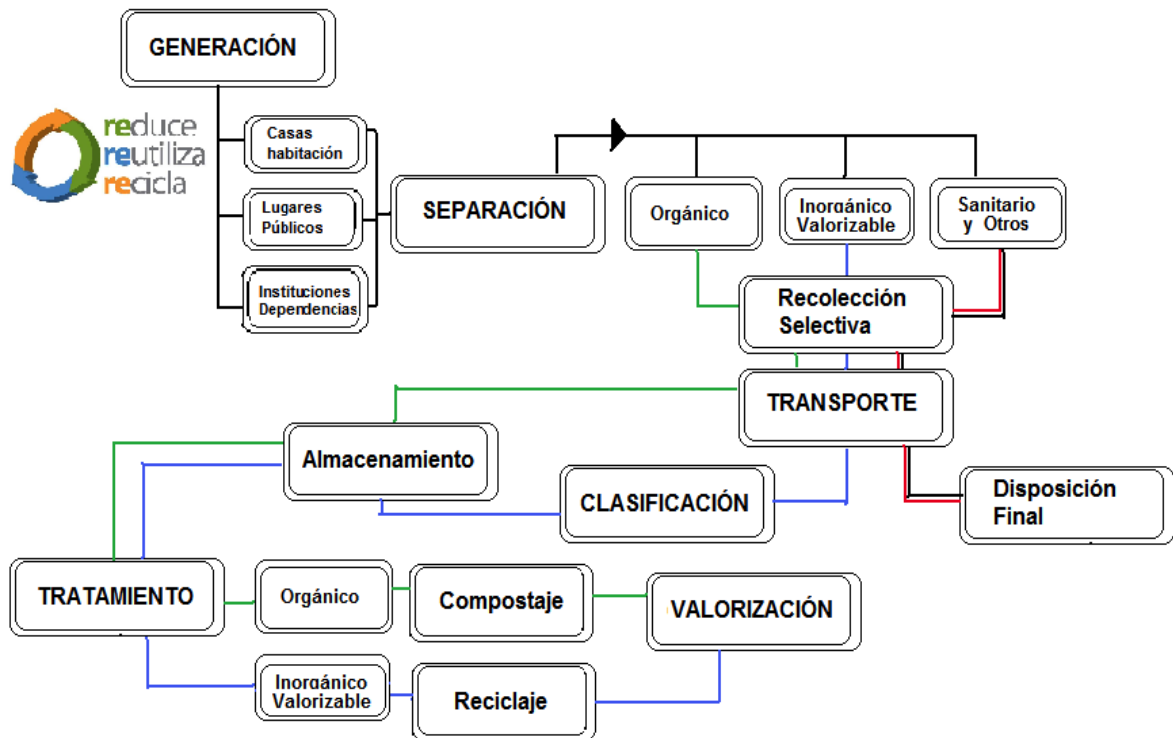 GENERACIÓN
reduce
reutiliza
recicla
Casas
habitación
Lugares
Públicos
Instituciones
Dependencias
SEPARACIÓN
Orgánico
Inorgánico
Valorizable
Sanitario
y Otros
Recolección
Selectiva
TRANSPORTE
Almacenamiento
CLASIFICACIÓN
Disposición
Final
TRATAMIENTO
Orgánico
Compostaje
VALORIZACIÓN
Inorgánico
Valorizable
Reciclaje